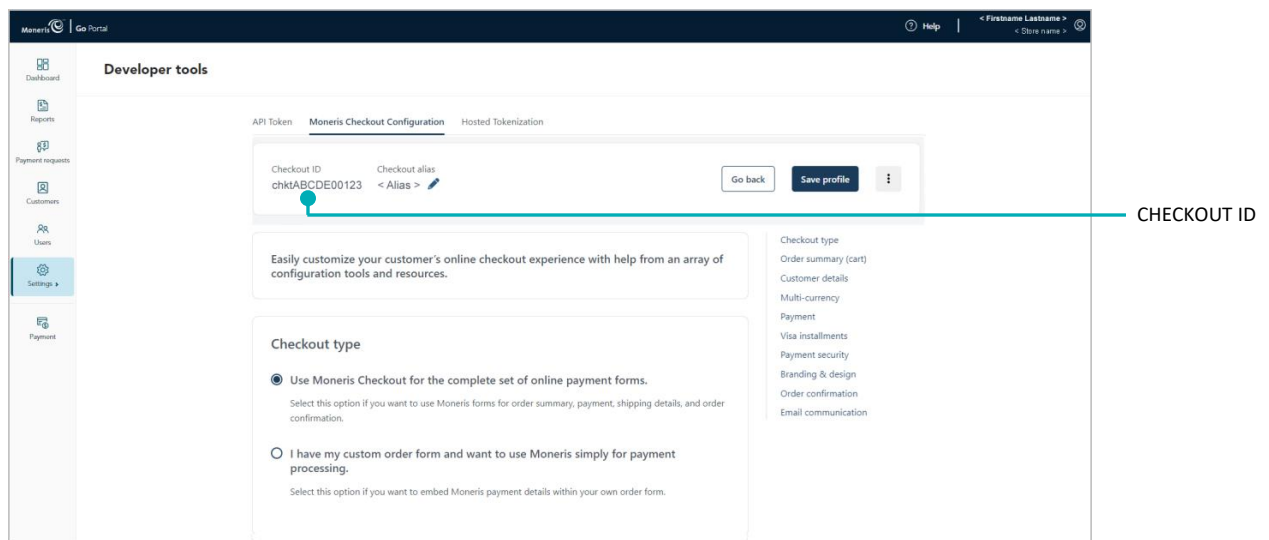 Moneris Go Portal
Help
< Firstname Lastname >
< Store name >
Dashboard
Reports
Payment requests
Customers
Users
Settings
Payment
Developer tools
API Token Moneris Checkout Configuration Hosted Tokenization
Checkout ID Checkout alias
chktABCDE00123 < Alias >
Go back Save profile
CHECKOUT ID
Easily customize your customer's online checkout experience with help from an array of
configuration tools and resources.
Checkout type
Use Moneris Checkout for the complete set of online payment forms.
Select this option if you want to use Moneris forms for order summary, payment, shipping details, and order
confirmation.
I have my custom order form and want to use Moneris simply for payment
processing.
Select this option if you want to embed Moneris payment details within your own order form.
Checkout type
Order summary (cart)
Customer details
Multi-currency
Payment
Visa installments
Payment security
Branding & design
Order confirmation
Email communication